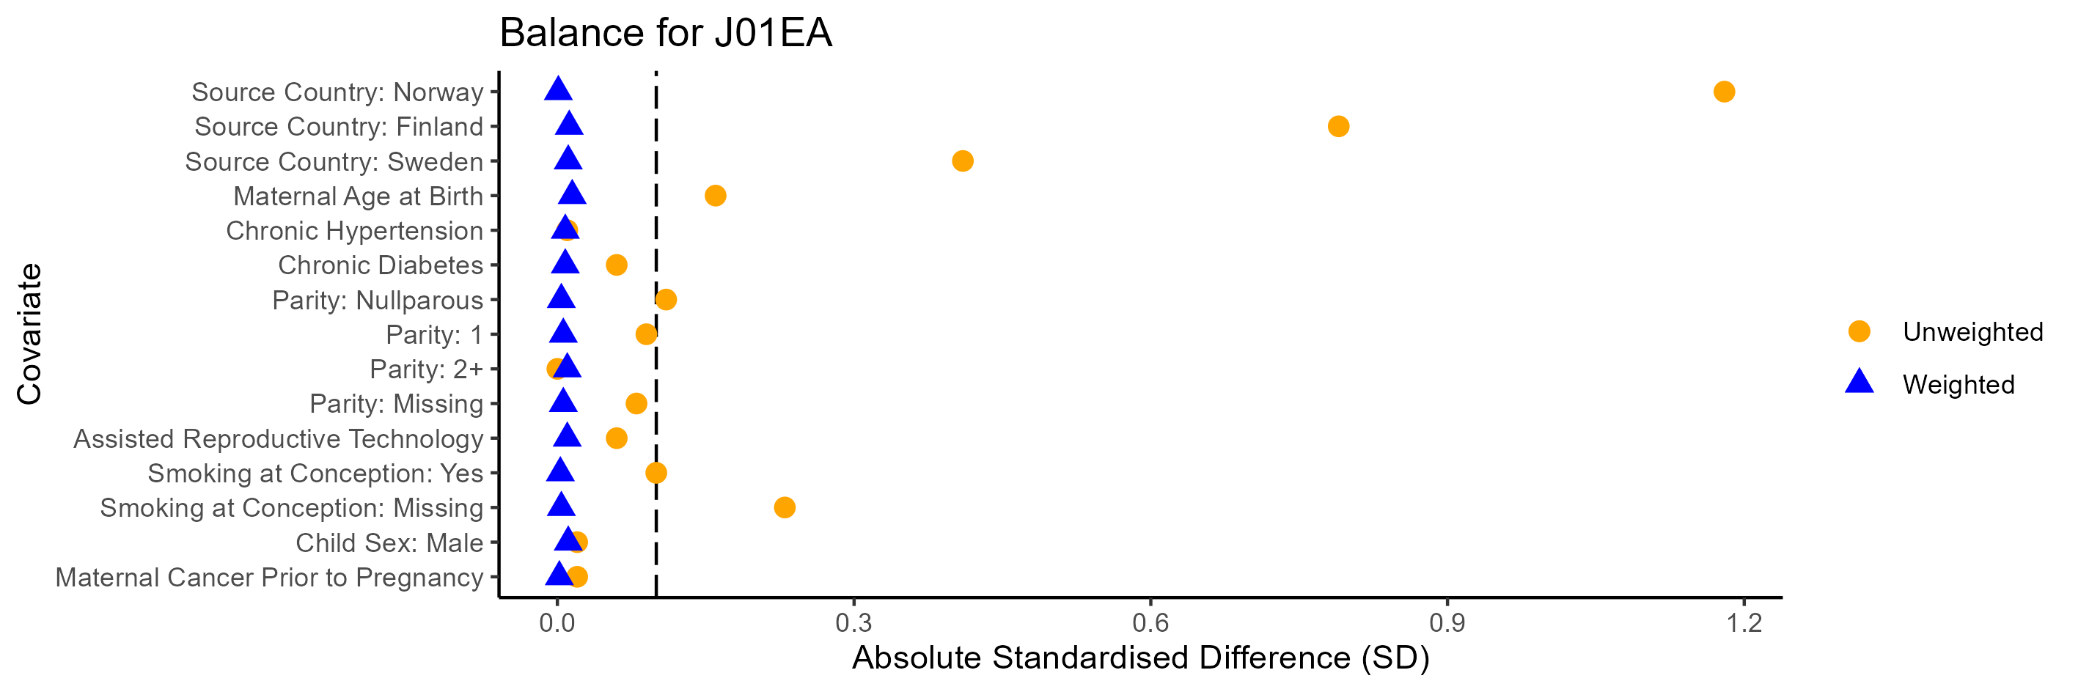 Balance for J01EA
Covariate
Source Country: Norway
Source Country: Finland
Source Country: Sweden
Maternal Age at Birth
Chronic Hypertension
Chronic Diabetes
Parity: Nullparous
Parity: 1
Parity: 2+
Parity: Missing
Assisted Reproductive Technology
Smoking at Conception: Yes
Smoking at Conception: Missing
Child Sex: Male
Maternal Cancer Prior to Pregnancy
0.0 0.3 0.6 0.9 1.2
Absolute Standardised Difference (SD)
Unweighted
Weighted